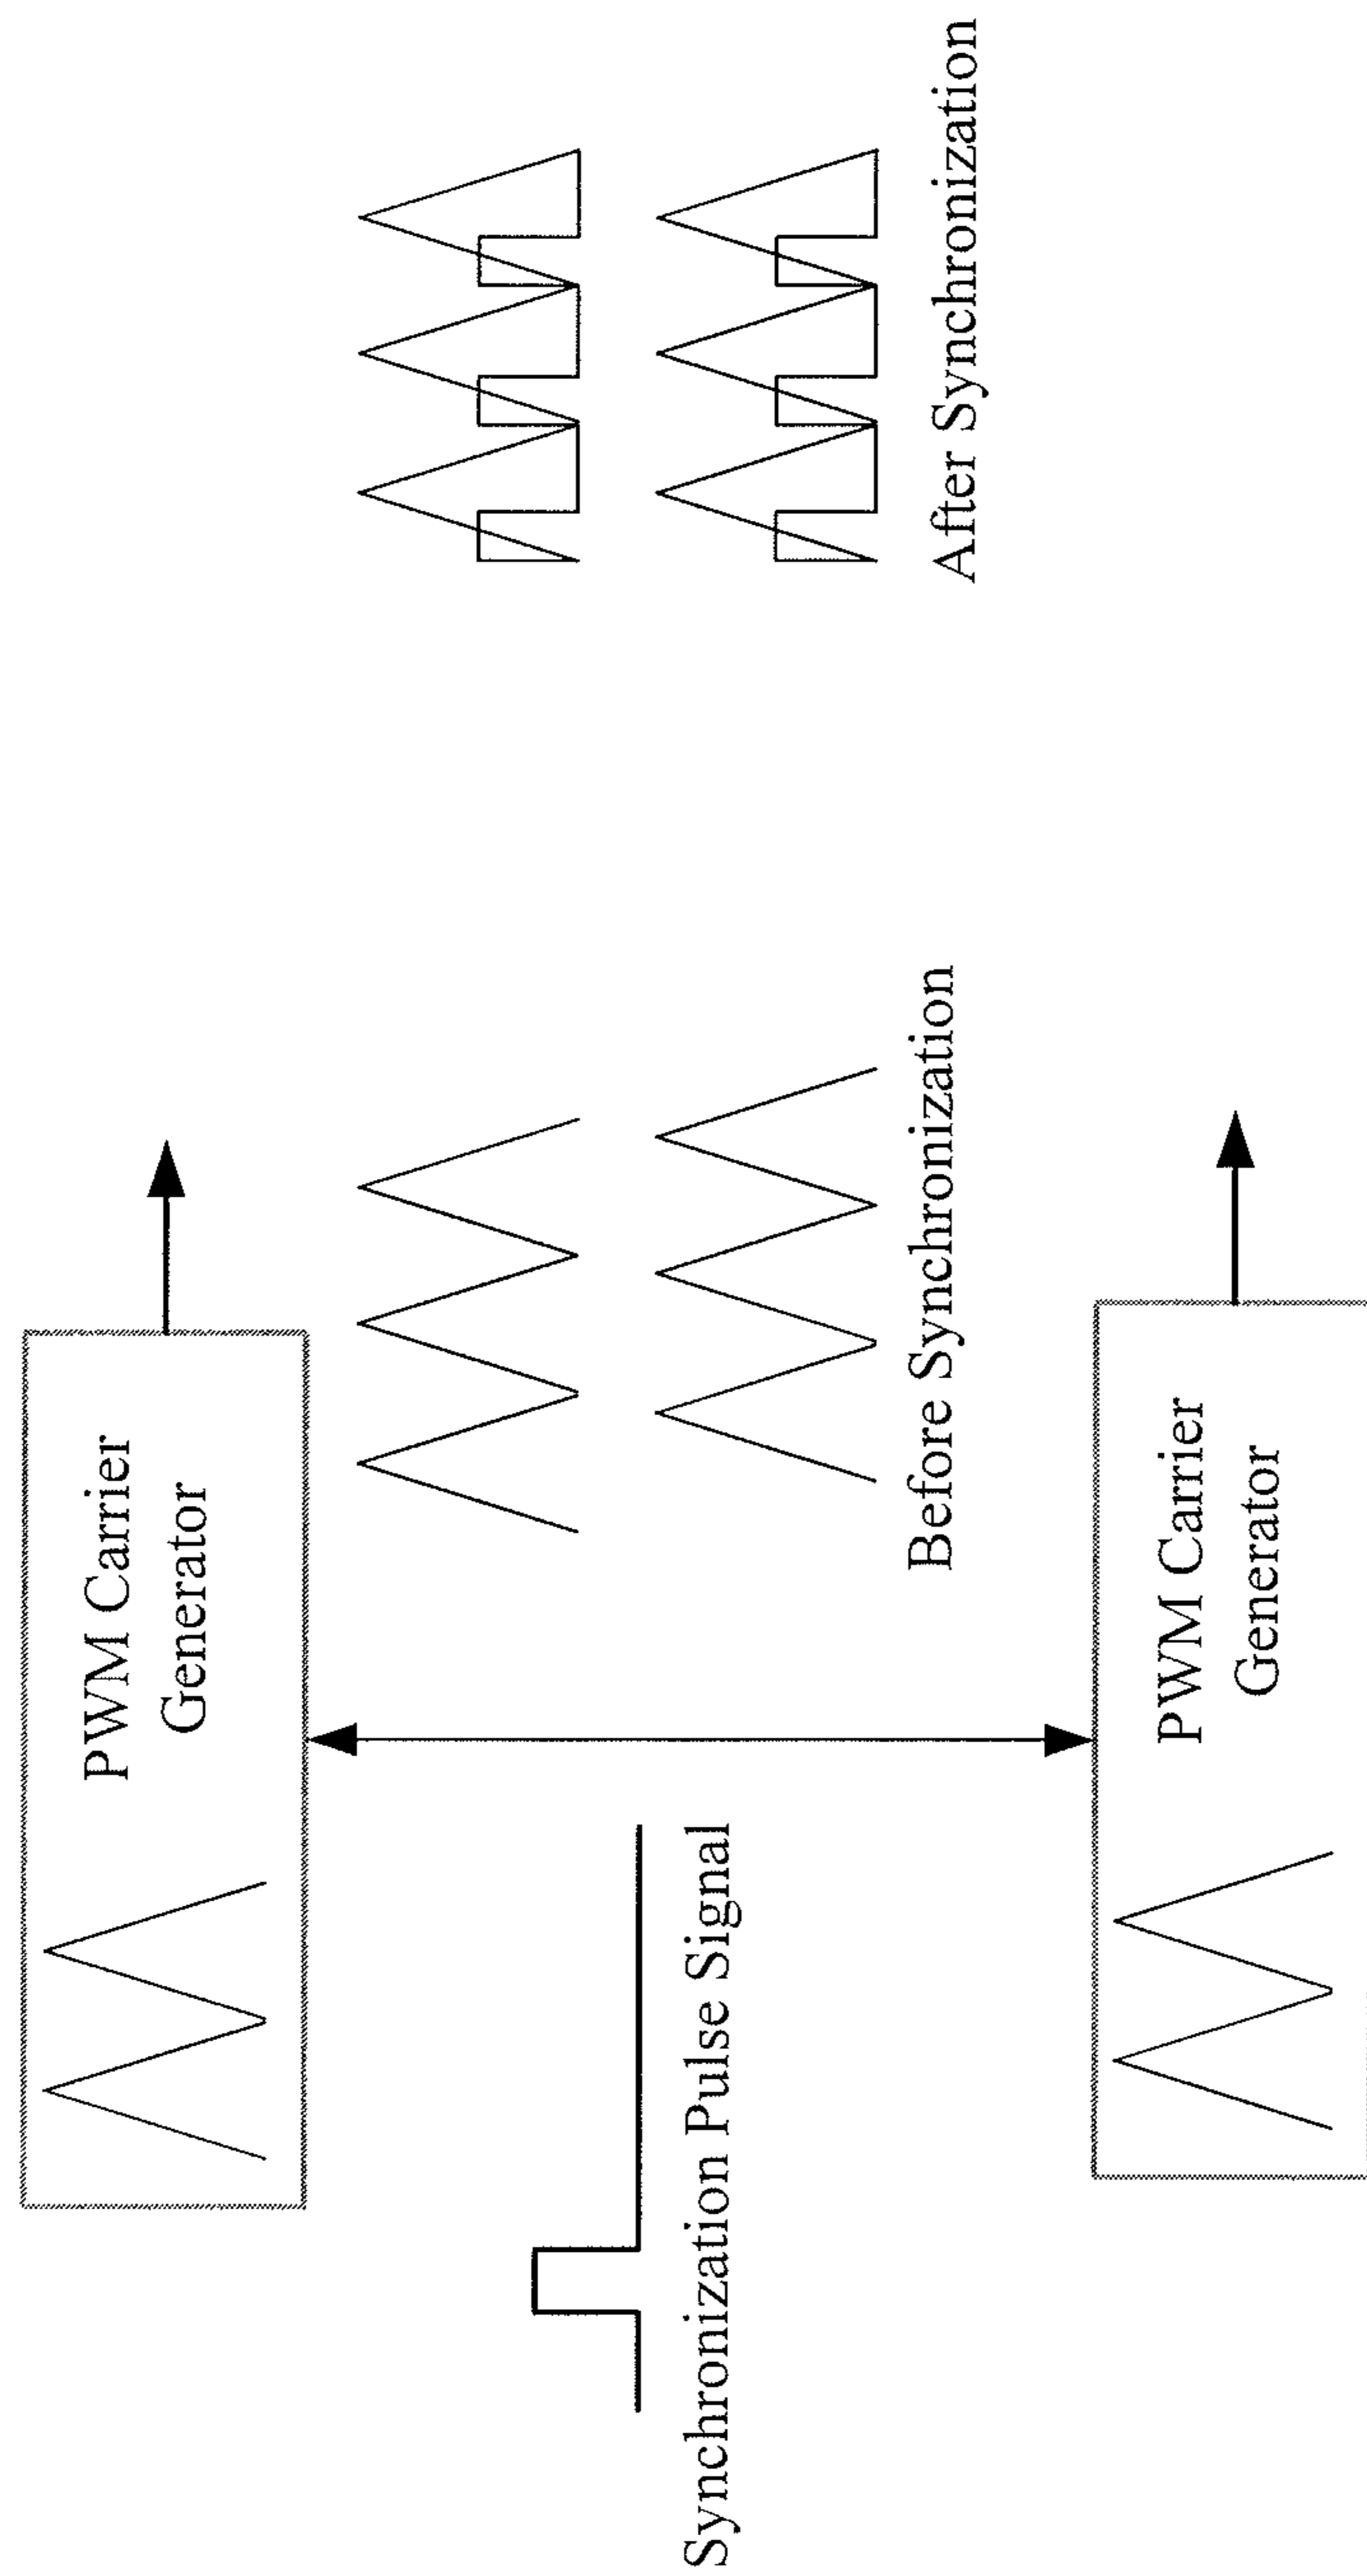 PWM Carrier
Generator
Synchronization Pulse Signal
Before Synchronization
After Synchronization
PWM Carrier
Generator